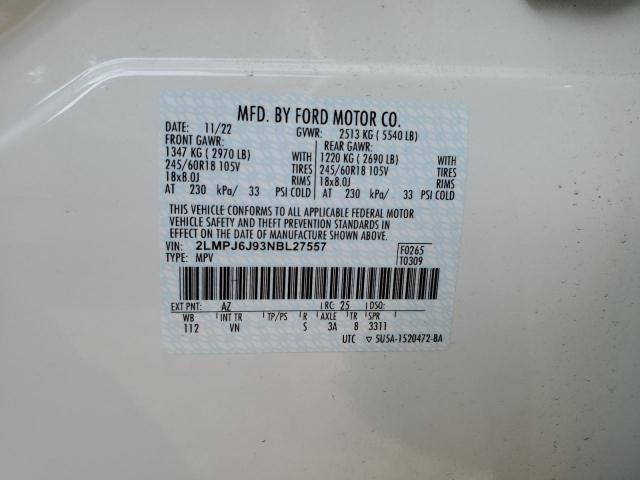 MFD. BY FORD MOTOR CO.
DATE: 11/22 GVWR: 2513 KG ( 5540 LB)
FRONT GAWR: REAR GAWR:
1347 KG ( 2970 LB) WITH 1220 KG ( 2690 LB) WITH
245/60R18 105V TIRES 245/60R18 105V TIRES
18x8.0J RIMS 18x8.0J RIMS
AT 230 kPa/ 33 PSI COLD AT 230 kPa/ 33 PSI COLD
THIS VEHICLE CONFORMS TO ALL APPLICABLE FEDERAL MOTOR
VEHICLE SAFETY AND THEFT PREVENTION STANDARDS IN
EFFECT ON THE DATE OF MANUFACTURE SHOWN ABOVE.
VIN: 2LMPJ6J93NBL27557 F0265
TYPE: MPV T0309
EXT PNT: AZ RC: 25 DSO:
WB INT TR TP/PS R AXLE TR SPR
112 VN S 3A 8 3311
UTC ▽ 5U5A-1520472-BA